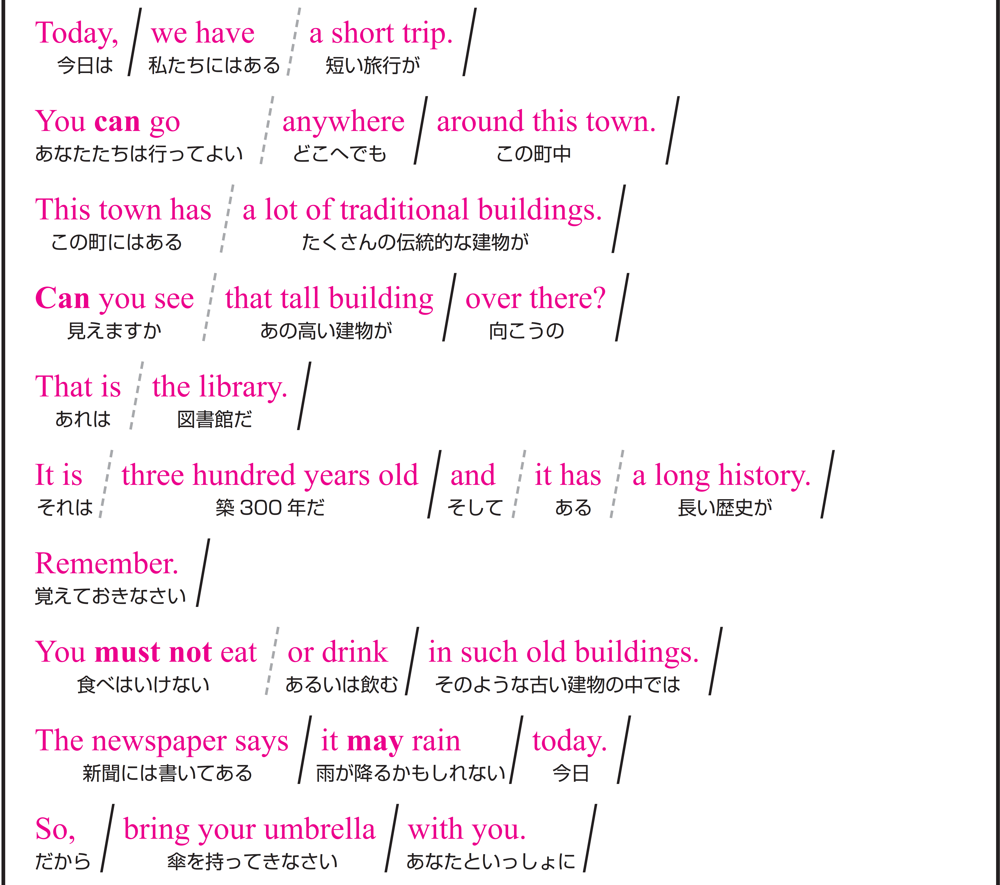 Today, we have a short trip.
今日は 私たちにはある 短い旅行が
You can go anywhere around this town.
あなたたちは行ってよい どこへでも この町中
This town has a lot of traditional buildings.
この町にはある たくさんの伝統的な建物が
Can you see that tall building over there?
見えますか あの高い建物が 向こうの
That is the library.
あれは 図書館だ
It is three hundred years old and it has a long history.
それは 築300年だ そして ある 長い歴史が
Remember.
覚えておきなさい
You must not eat or drink in such old buildings.
食べはいけない あるいは飲む そのような古い建物の中では
The newspaper says it may rain today.
新聞には書いてある 雨が降るかもしれない 今日
So, bring your umbrella with you.
だから 傘を持ってきなさい あなたといっしょに